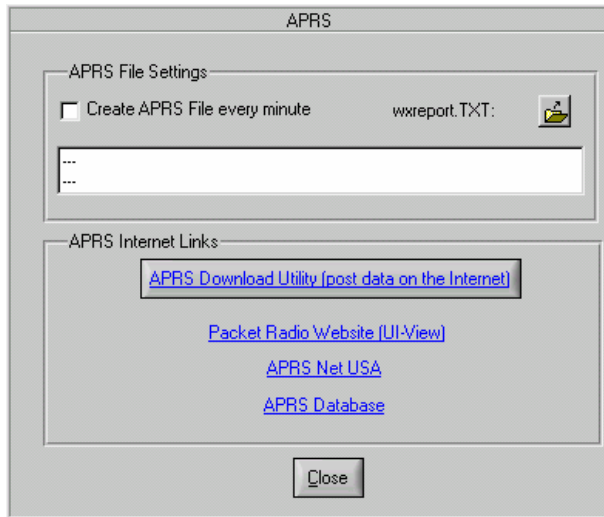 APRS
APRS File Settings
Create APRS File every minute wxreport.TXT:
---
---
APRS Internet Links
APRS Download Utility (post data on the Internet)
Packet Radio Website (UI-View)
APRS Net USA
APRS Database
Close